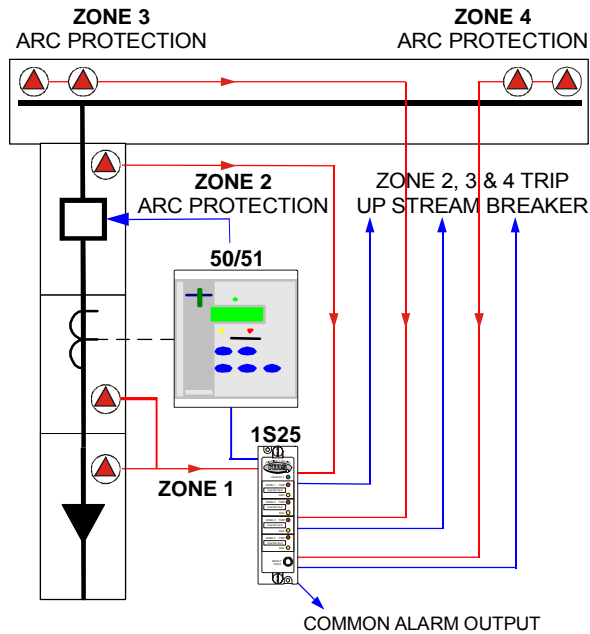 ZONE 3
ARC PROTECTION
ZONE 4
ARC PROTECTION
ZONE 2
ARC PROTECTION
ZONE 2, 3 & 4 TRIP
UP STREAM BREAKER
50/51
1S25
ZONE 1
COMMON ALARM OUTPUT